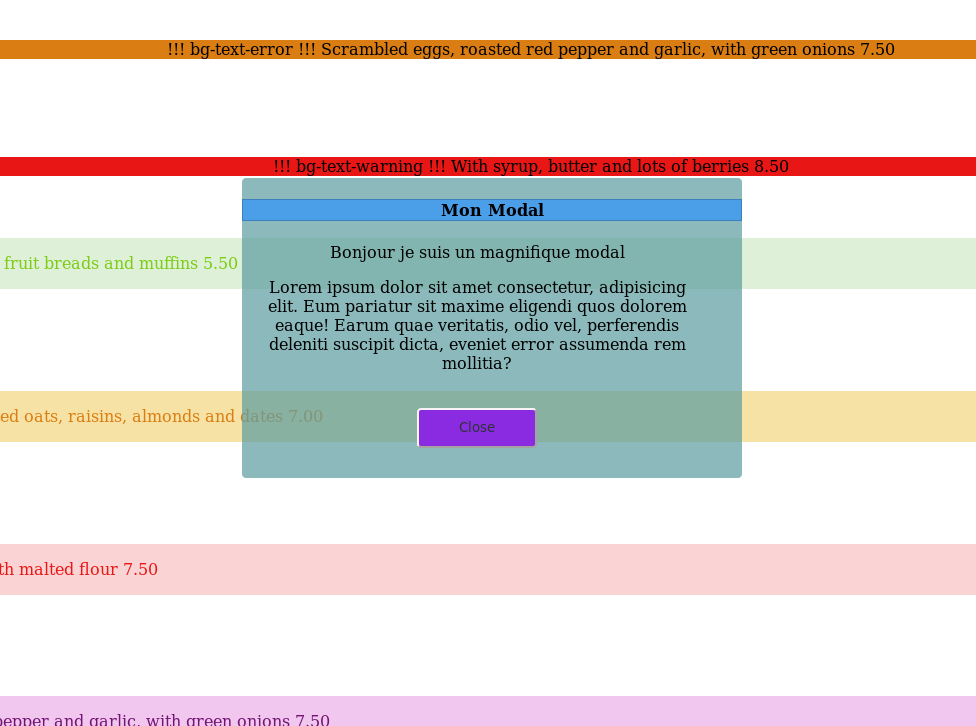 !!! bg-text-error !!! Scrambled eggs, roasted red pepper and garlic, with green onions 7.50
!!! bg-text-warning !!! With syrup, butter and lots of berries 8.50
Mon Modal
Bonjour je suis un magnifique modal
fruit breads and muffins 5.50
Lorem ipsum dolor sit amet consectetur, adipisicing
elit. Eum pariatur sit maxime eligendi quos dolorem
eaque! Earum quae veritatis, odio vel, perferendis
deleniti suscipit dicta, eveniet error assumenda rem
mollitia?
ed oats, raisins, almonds and dates 7.00
Close
th malted flour 7.50
pepper and garlic, with green onions 7.50